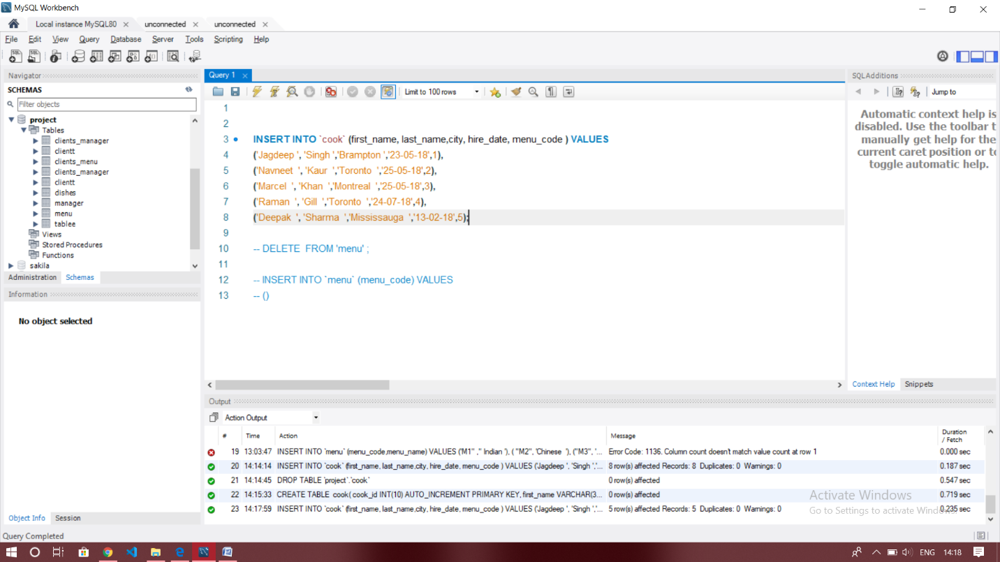 MySQL Workbench
Local instance MySQL80 unconnected unconnected
File Edit View Query Database Server Tools Scripting Help
Navigator
SCHEMAS
Filter objects
project
Tables
clients_manager
clientt
clients_menu
clients_manager
clientt
dishes
manager
menu
tablee
Views
Stored Procedures
Functions
sakila
Administration Schemas
Information
No object selected
Object Info Session
Query Completed
Query 1
Limit to 100 rows
1
2
3 INSERT INTO `cook` (first_name, last_name,city, hire_date, menu_code ) VALUES
4 ('Jagdeep ', 'Singh ','Brampton ','23-05-18',1),
5 ('Navneet  ', 'Kaur  ','Toronto  ','25-05-18',2),
6 ('Marcel  ', 'Khan  ','Montreal  ','25-05-18',3),
7 ('Raman  ', 'Gill  ','Toronto  ','24-07-18',4),
8 ('Deepak  ', 'Sharma  ','Mississauga  ','13-02-18',5);
9
10 -- DELETE  FROM 'menu' ;
11
12 -- INSERT INTO `menu` (menu_code) VALUES
13 -- ()
SQLAdditions
Jump to
Automatic context help is
disabled. Use the toolbar t
manually get help for the
current caret position or to
toggle automatic help.
Context Help Snippets
Output
Action Output
# Time Action Message Duration / Fetch
19 13:03:47 INSERT INTO `menu` (menu_code,menu_name) VALUES ("M1" ," Indian '), ( "M2", 'Chinese  '), ("M3", '... Error Code: 1136. Column count doesn't match value count at row 1 0.000 sec
20 14:14:14 INSERT INTO `cook` (first_name, last_name,city, hire_date, menu_code ) VALUES ('Jagdeep ', 'Singh ','... 8 row(s) affected Records: 8  Duplicates: 0  Warnings: 0 0.187 sec
21 14:14:45 DROP TABLE `project`.`cook` 0 row(s) affected 0.547 sec
22 14:15:33 CREATE TABLE  cook( cook_id INT(10) AUTO_INCREMENT PRIMARY KEY, first_name VARCHAR(3... 0 row(s) affected 0.719 sec
23 14:17:59 INSERT INTO `cook` (first_name, last_name,city, hire_date, menu_code ) VALUES ('Jagdeep ', 'Singh ','... 5 row(s) affected Records: 5  Duplicates: 0  Warnings: 0 0.235 sec
Activate Windows
Go to Settings to activate Windows.
ENG 14:18